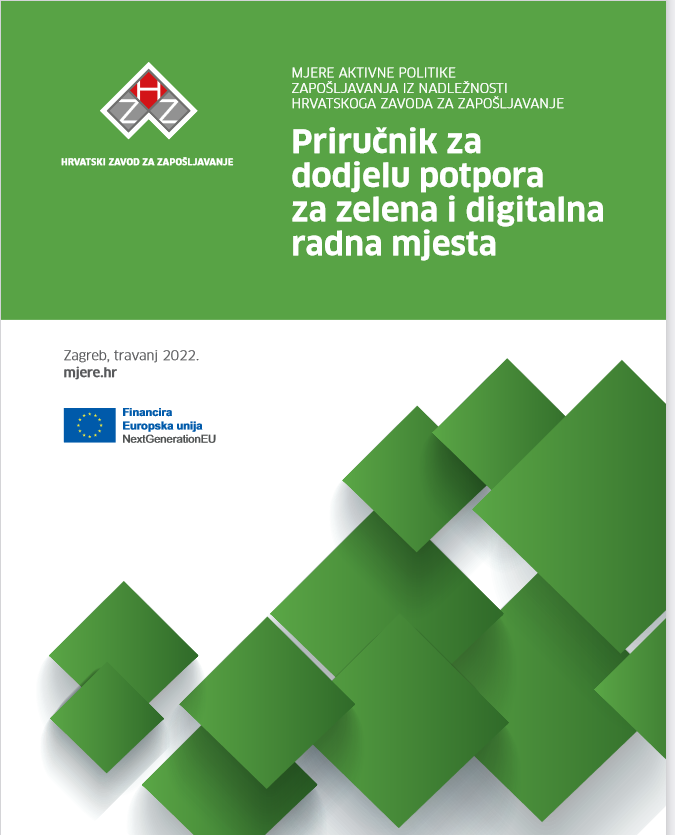 MJERE AKTIVNE POLITIKE
ZAPOŠLJAVANJA IZ NADLEŽNOSTI
HRVATSKOGA ZAVODA ZA ZAPOŠLJAVANJE
HZZ
HRVATSKI ZAVOD ZA ZAPOŠLJAVANJE
Priručnik za
dodjelu potpora
za zelena i digitalna
radna mjesta
Zagreb, travanj 2022.
mjere.hr
Financira
Europska unija
NextGenerationEU